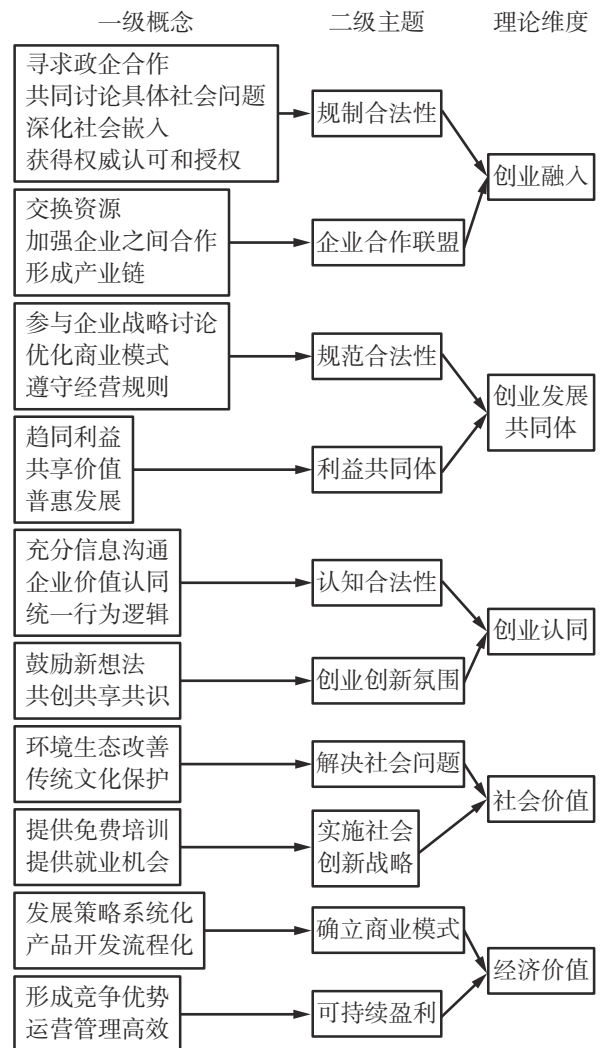 一级概念 二级主题 理论维度
寻求政企合作
共同讨论具体社会问题
深化社会嵌入
获得权威认可和授权
规制合法性
创业融入
交换资源
加强企业之间合作
形成产业链
企业合作联盟
参与企业战略讨论
优化商业模式
遵守经营规则
规范合法性
创业发展
共同体
趋同利益
共享价值
普惠发展
利益共同体
充分信息沟通
企业价值认同
统一行为逻辑
认知合法性
创业认同
鼓励新想法
共创共享共识
创业创新氛围
环境生态改善
传统文化保护
解决社会问题
社会价值
提供免费培训
提供就业机会
实施社会
创新战略
发展策略系统化
产品开发流程化
确立商业模式
经济价值
形成竞争优势
运营管理高效
可持续盈利